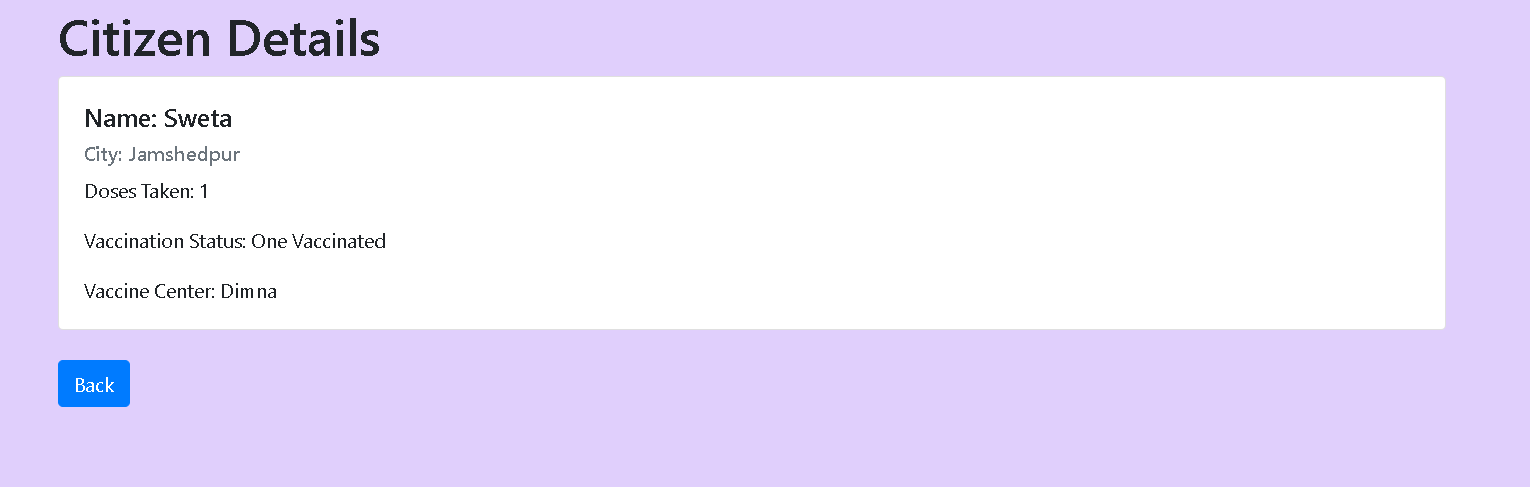 Citizen Details
Name: Sweta
City: Jamshedpur
Doses Taken: 1
Vaccination Status: One Vaccinated
Vaccine Center: Dimna
Back